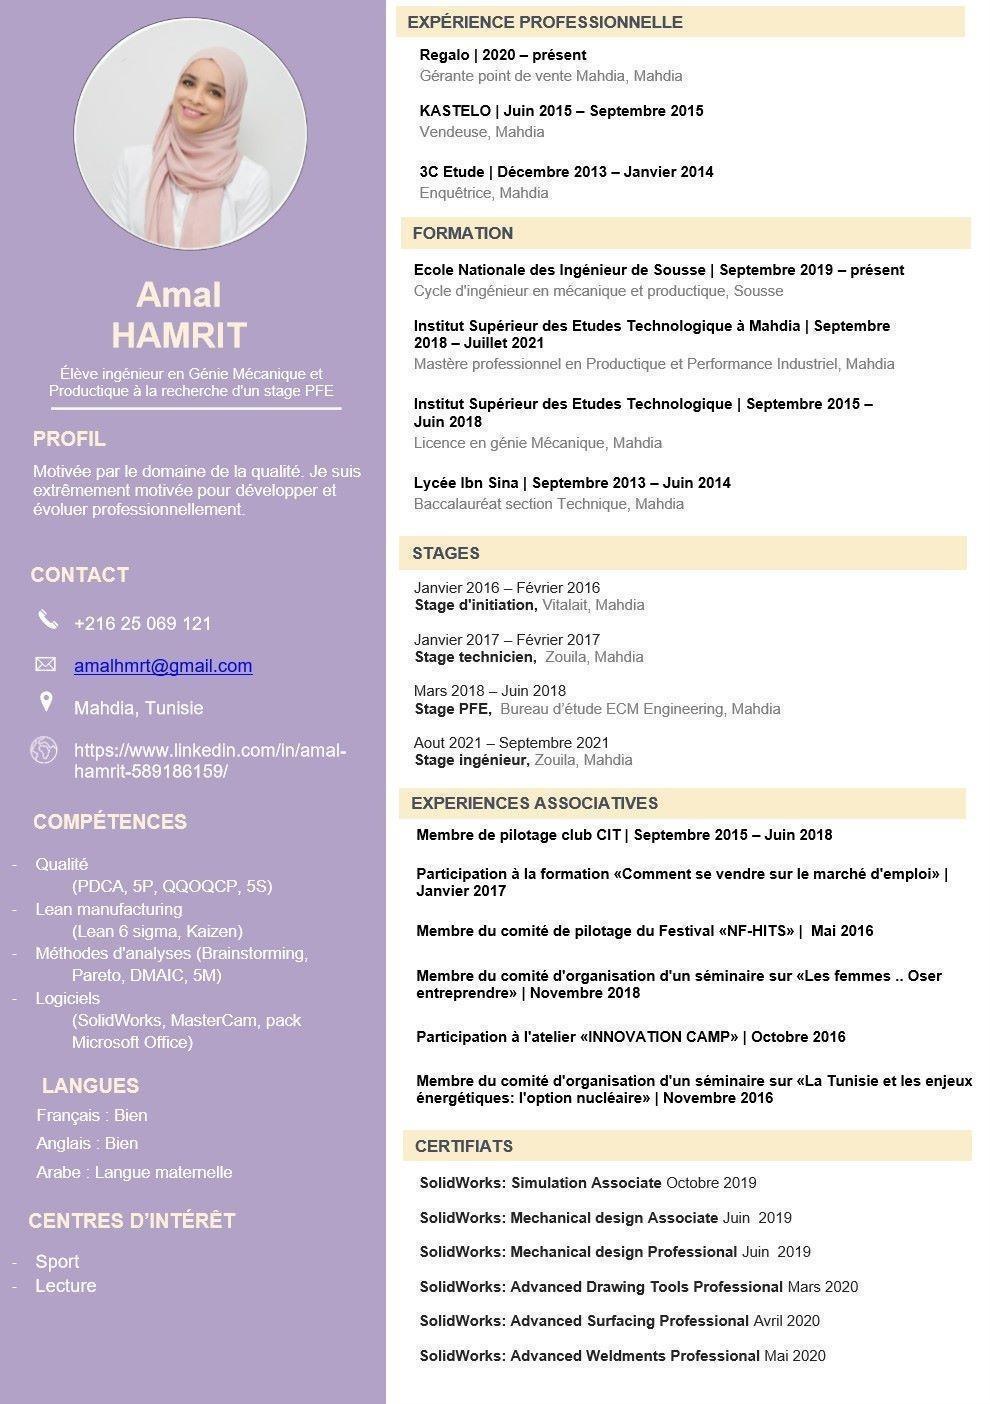 Amal
HAMRIT
Élève ingénieur en Génie Mécanique et
Productique à la recherche d'un stage PFE
PROFIL
Motivée par le domaine de la qualité. Je suis
extrêmement motivée pour développer et
évoluer professionnellement.
CONTACT
+216 25 069 121
amalhmrt@gmail.com
Mahdia, Tunisie
https://www.linkedin.com/in/amal-
hamrit-589186159/
COMPÉTENCES
- Qualité
(PDCA, 5P, QQOQCP, 5S)
- Lean manufacturing
(Lean 6 sigma, Kaizen)
- Méthodes d'analyses (Brainstorming,
Pareto, DMAIC, 5M)
- Logiciels
(SolidWorks, MasterCam, pack
Microsoft Office)
LANGUES
Français : Bien
Anglais : Bien
Arabe : Langue maternelle
CENTRES D'INTÉRÊT
- Sport
- Lecture
EXPÉRIENCE PROFESSIONNELLE
Regalo | 2020 – présent
Gérante point de vente Mahdia, Mahdia
KASTELO | Juin 2015 – Septembre 2015
Vendeuse, Mahdia
3C Etude | Décembre 2013 – Janvier 2014
Enquêtrice, Mahdia
FORMATION
Ecole Nationale des Ingénieur de Sousse | Septembre 2019 – présent
Cycle d'ingénieur en mécanique et productique, Sousse
Institut Supérieur des Etudes Technologique à Mahdia | Septembre
2018 – Juillet 2021
Mastère professionnel en Productique et Performance Industriel, Mahdia
Institut Supérieur des Etudes Technologique | Septembre 2015 –
Juin 2018
Licence en génie Mécanique, Mahdia
Lycée Ibn Sina | Septembre 2013 – Juin 2014
Baccalauréat section Technique, Mahdia
STAGES
Janvier 2016 – Février 2016
Stage d'initiation, Vitalait, Mahdia
Janvier 2017 – Février 2017
Stage technicien, Zouila, Mahdia
Mars 2018 – Juin 2018
Stage PFE, Bureau d'étude ECM Engineering, Mahdia
Aout 2021 – Septembre 2021
Stage ingénieur, Zouila, Mahdia
EXPERIENCES ASSOCIATIVES
Membre de pilotage club CIT | Septembre 2015 – Juin 2018
Participation à la formation «Comment se vendre sur le marché d'emploi» |
Janvier 2017
Membre du comité de pilotage du Festival «NF-HITS» | Mai 2016
Membre du comité d'organisation d'un séminaire sur «Les femmes .. Oser
entreprendre» | Novembre 2018
Participation à l'atelier «INNOVATION CAMP» | Octobre 2016
Membre du comité d'organisation d'un séminaire sur «La Tunisie et les enjeux
énergétiques: l'option nucléaire» | Novembre 2016
CERTIFIATS
SolidWorks: Simulation Associate Octobre 2019
SolidWorks: Mechanical design Associate Juin 2019
SolidWorks: Mechanical design Professional Juin 2019
SolidWorks: Advanced Drawing Tools Professional Mars 2020
SolidWorks: Advanced Surfacing Professional Avril 2020
SolidWorks: Advanced Weldments Professional Mai 2020